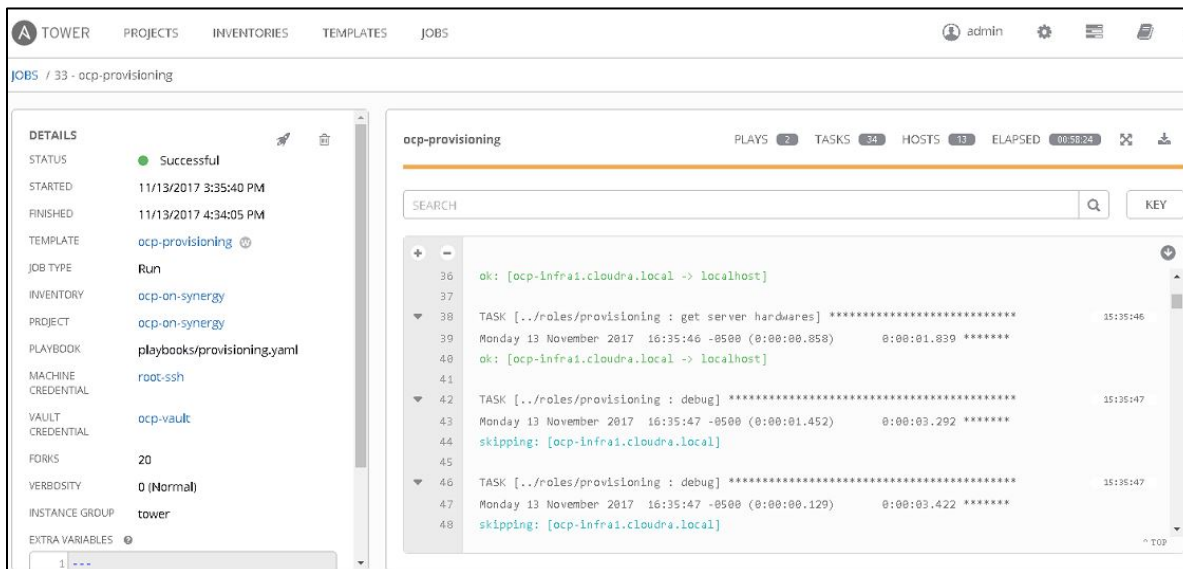 A TOWER PROJECTS INVENTORIES TEMPLATES JOBS admin
JOBS / 33 - ocp-provisioning
DETAILS
STATUS Successful
STARTED 11/13/2017 3:35:40 PM
FINISHED 11/13/2017 4:34:05 PM
TEMPLATE ocp-provisioning W
JOB TYPE Run
INVENTORY ocp-on-synergy
PROJECT ocp-on-synergy
PLAYBOOK playbooks/provisioning.yaml
MACHINE CREDENTIAL root-ssh
VAULT CREDENTIAL ocp-vault
FORKS 20
VERBOSITY 0 (Normal)
INSTANCE GROUP tower
EXTRA VARIABLES ?
1 ---
ocp-provisioning PLAYS 2 TASKS 34 HOSTS 13 ELAPSED 00:58:24
SEARCH KEY
+ -
36 ok: [ocp-infra1.cloudra.local -> localhost]
37
38 TASK [../roles/provisioning : get server hardwares] **************************** 15:35:46
39 Monday 13 November 2017 16:35:46 -0500 (0:00:00.858) 0:00:01.839 *******
40 ok: [ocp-infra1.cloudra.local -> localhost]
41
42 TASK [../roles/provisioning : debug] ******************************************* 15:35:47
43 Monday 13 November 2017 16:35:47 -0500 (0:00:01.452) 0:00:03.292 *******
44 skipping: [ocp-infra1.cloudra.local]
45
46 TASK [../roles/provisioning : debug] ******************************************* 15:35:47
47 Monday 13 November 2017 16:35:47 -0500 (0:00:00.129) 0:00:03.422 *******
48 skipping: [ocp-infra1.cloudra.local]
^ TOP